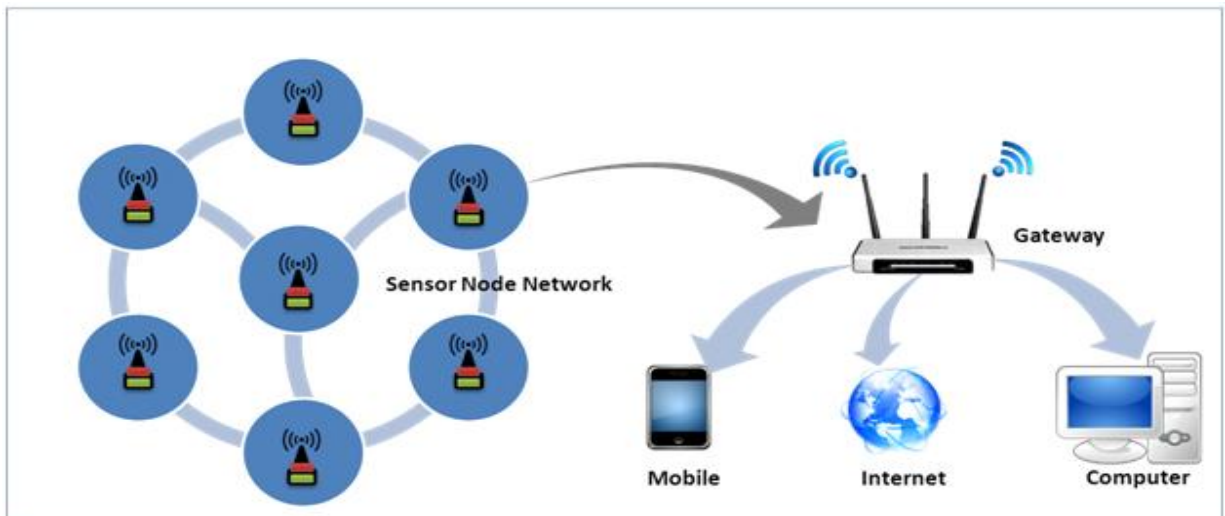 Sensor Node Network
Gateway
Mobile
Internet
Computer